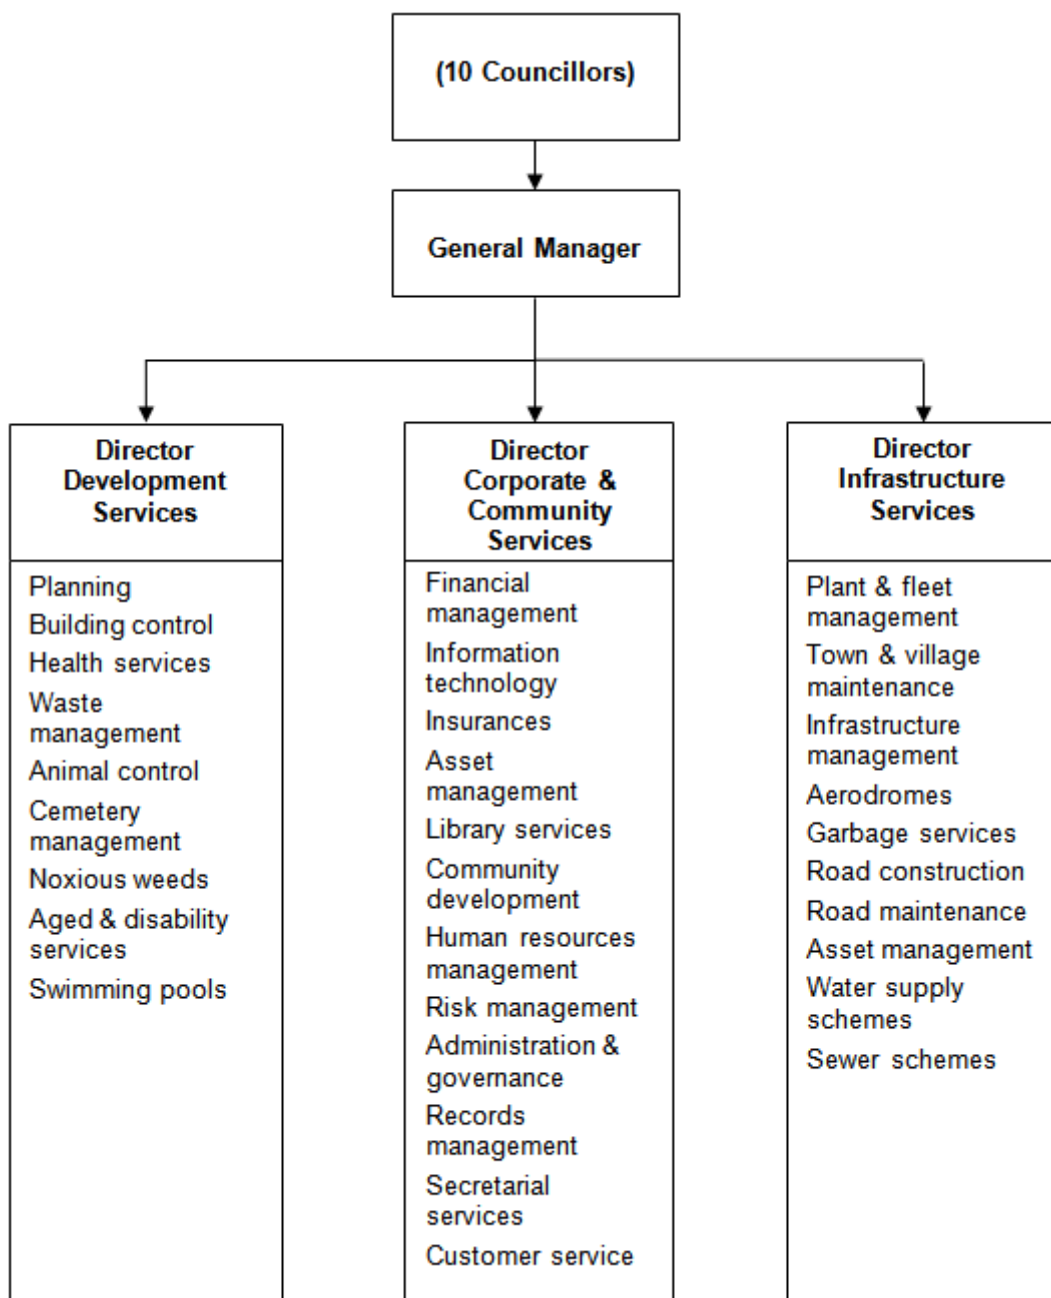 (10 Councillors)
General Manager
Director
Development
Services
Planning
Building control
Health services
Waste
management
Animal control
Cemetery
management
Noxious weeds
Aged & disability
services
Swimming pools
Director
Corporate &
Community
Services
Financial
management
Information
technology
Insurances
Asset
management
Library services
Community
development
Human resources
management
Risk management
Administration &
governance
Records
management
Secretarial
services
Customer service
Director
Infrastructure
Services
Plant & fleet
management
Town & village
maintenance
Infrastructure
management
Aerodromes
Garbage services
Road construction
Road maintenance
Asset management
Water supply
schemes
Sewer schemes